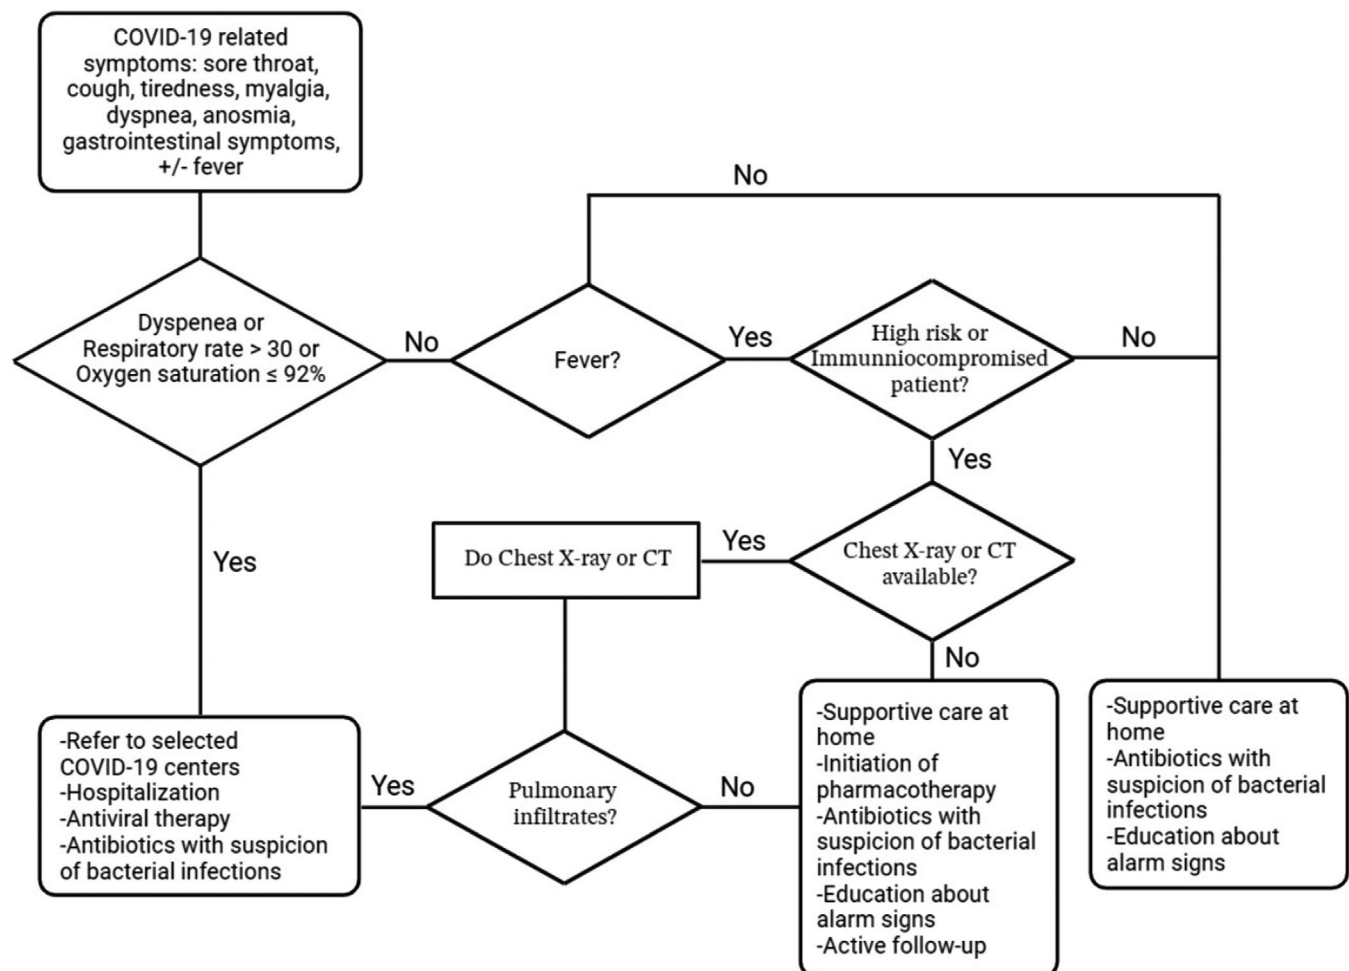 COVID-19 related
symptoms: sore throat,
cough, tiredness, myalgia,
dyspnea, anosmia,
gastrointestinal symptoms,
+/- fever
No
Dyspenea or
Respiratory rate > 30 or
Oxygen saturation ≤ 92%
No
Fever?
Yes
High risk or
Immunniocompromised
patient?
No
Yes
Yes
Do Chest X-ray or CT
Yes
Chest X-ray or CT
available?
No
-Refer to selected
COVID-19 centers
-Hospitalization
-Antiviral therapy
-Antibiotics with suspicion
of bacterial infections
Yes
Pulmonary
infiltrates?
No
-Supportive care at
home
-Initiation of
pharmacotherapy
-Antibiotics with
suspicion of bacterial
infections
-Education about
alarm signs
-Active follow-up
-Supportive care at
home
-Antibiotics with
suspicion of bacterial
infections
-Education about
alarm signs